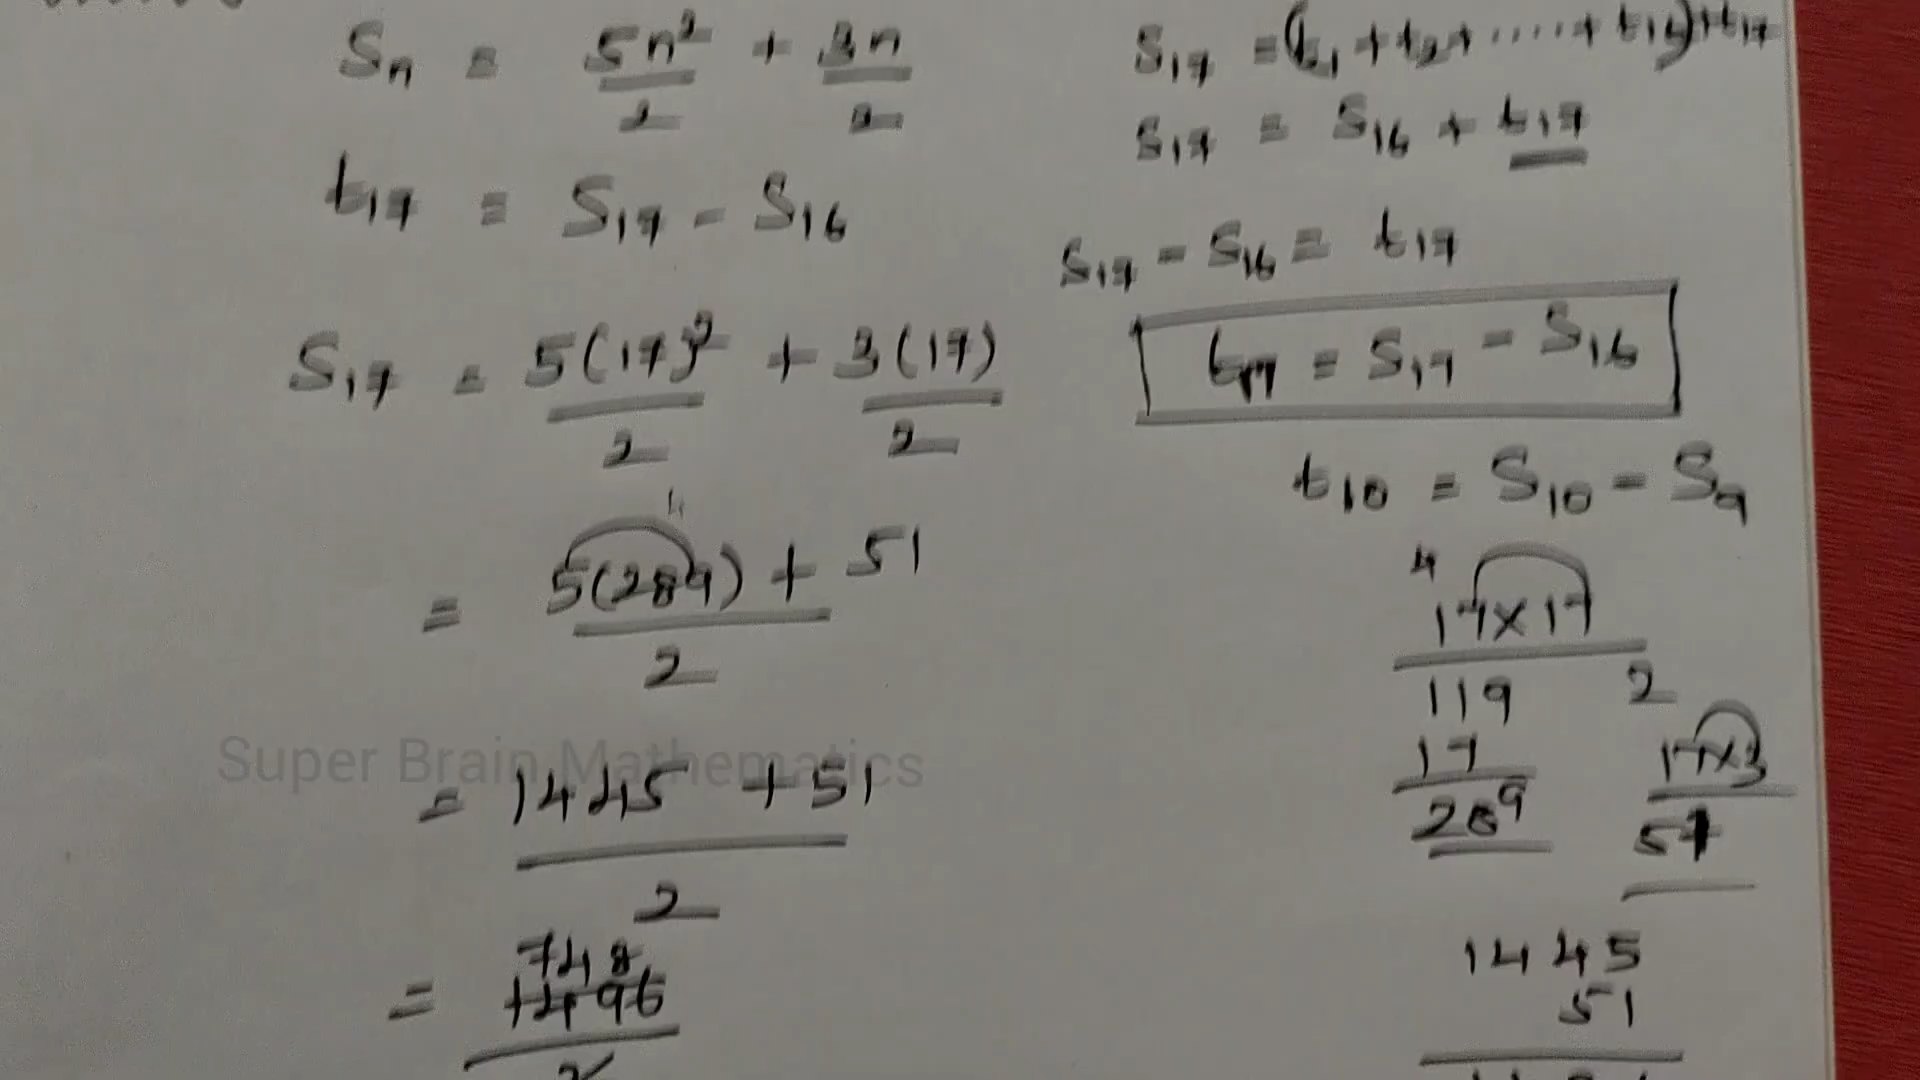 Sn = 5n²/2 + 3n/2
t17 = S17 - S16
S17 = 5(17)²/2 + 3(17)/2
= 5(289) + 51 / 2
Super Brain Mathematics
= 1445 + 51 / 2
748
= 1496 / 2
S17 = (t1 + t2 + ..... + t16) + t17
S17 = S16 + t17
S17 - S16 = t17
t17 = S17 - S16
t10 = S10 - S9
4
17 × 17
119
17
289
2
17 × 3
51
1445
51